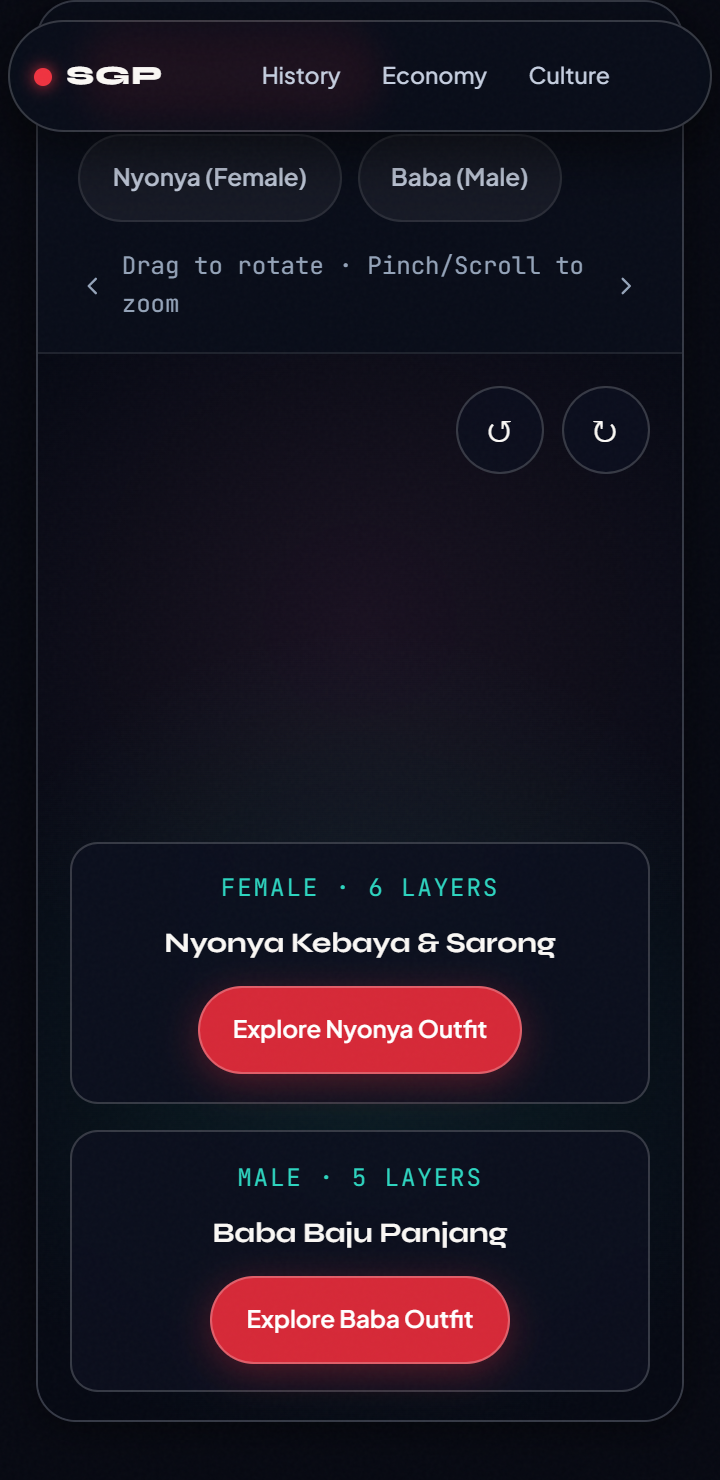 SGP
History
Economy
Culture
Nyonya (Female)
Baba (Male)
Drag to rotate · Pinch/Scroll to
zoom
FEMALE · 6 LAYERS
Nyonya Kebaya & Sarong
Explore Nyonya Outfit
MALE · 5 LAYERS
Baba Baju Panjang
Explore Baba Outfit